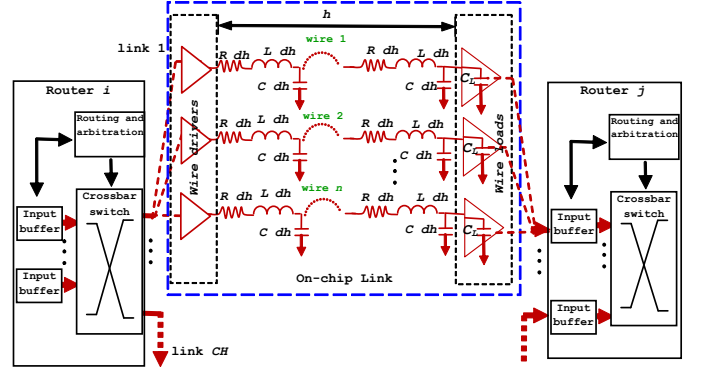 h
link 1
R dh
L dh
wire 1
R dh
L dh
C dh
C dh
CL
Router i
Routing and
arbitration
Crossbar
switch
Input
buffer
Input
buffer
link CH
Wire drivers
R dh
L dh
wire 2
R dh
L dh
C dh
C dh
CL
R dh
L dh
wire n
R dh
L dh
C dh
C dh
CL
Wire loads
On-chip Link
Router j
Routing and
arbitration
Crossbar
switch
Input
buffer
Input
buffer